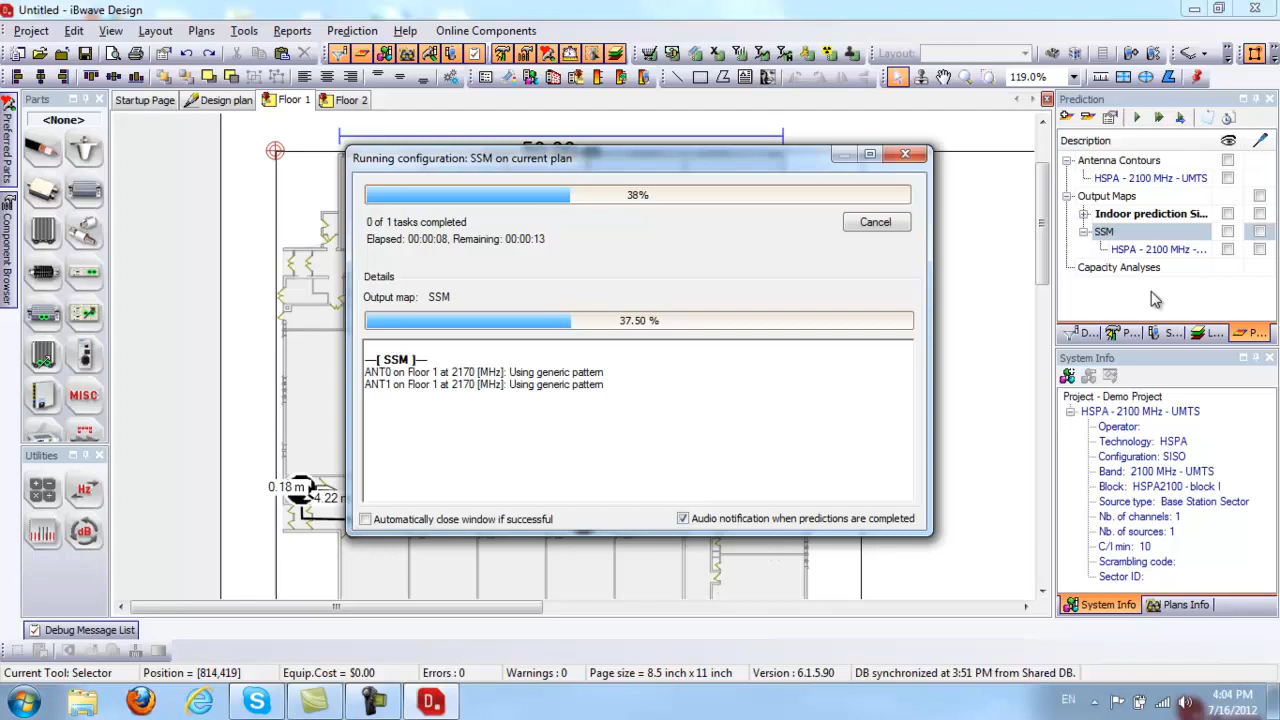 Untitled - iBwave Design
Project Edit View Layout Plans Tools Reports Prediction Help Online Components
Layout:
119.0%
Parts
<None>
Preferred Parts
Component Browser
MISC
Utilities
Hz
dB
Startup Page Design plan Floor 1 Floor 2
0.18 m
4.22 m
Running configuration: SSM on current plan
38%
0 of 1 tasks completed
Cancel
Elapsed: 00:00:08, Remaining: 00:00:13
Details
Output map: SSM
37.50 %
—[ SSM ]—
ANT0 on Floor 1 at 2170 [MHz]: Using generic pattern
ANT1 on Floor 1 at 2170 [MHz]: Using generic pattern
Automatically close window if successful
Audio notification when predictions are completed
Prediction
Description
Antenna Contours
HSPA - 2100 MHz - UMTS
Output Maps
Indoor prediction Si...
SSM
HSPA - 2100 MHz -...
Capacity Analyses
D... P... S... L... P...
System Info
Project - Demo Project
HSPA - 2100 MHz - UMTS
Operator:
Technology: HSPA
Configuration: SISO
Band: 2100 MHz - UMTS
Block: HSPA2100 - block I
Source type: Base Station Sector
Nb. of channels: 1
Nb. of sources: 1
C/I min: 10
Scrambling code:
Sector ID:
System Info Plans Info
Debug Message List
Current Tool: Selector Position = [814,419] Equip.Cost = $0.00 Errors : 0 Warnings : 0 Page size = 8.5 inch x 11 inch Version : 6.1.5.90 DB synchronized at 3:51 PM from Shared DB.
EN
4:04 PM
7/16/2012